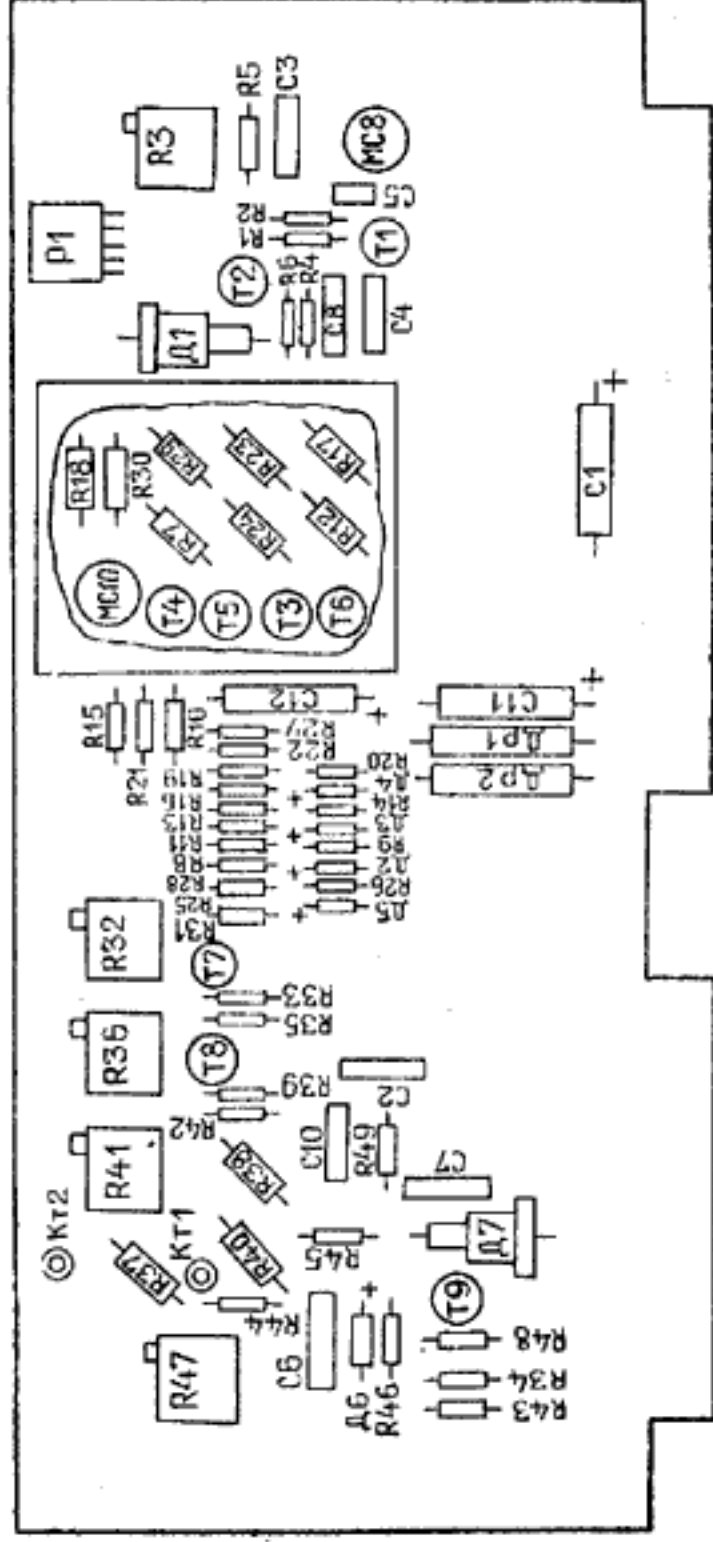 R3
R5
C3
MC8
C5
R2
R1
T1
P1
T2
R6
R4
C8
C4
Д1
R18
R30
R29
R23
R17
R7
R24
R12
MC10
T4
T5
T3
T6
+
C1
R15
R21
R10
C12
+
C11
+
Др1
Др2
R27
R22
R19
R16
R13
R11
R8
R28
R25
R31
R20
Д4
R14
Д3
R9
Д2
R26
Д5
+
+
+
+
R32
T7
R33
R35
R36
T8
R39
R42
C2
C10
R49
R41
R38
C7
Кт2
Кт1
R37
R40
R45
Д7
R44
C6
Д6
+
R46
T9
R48
R34
R43
R47